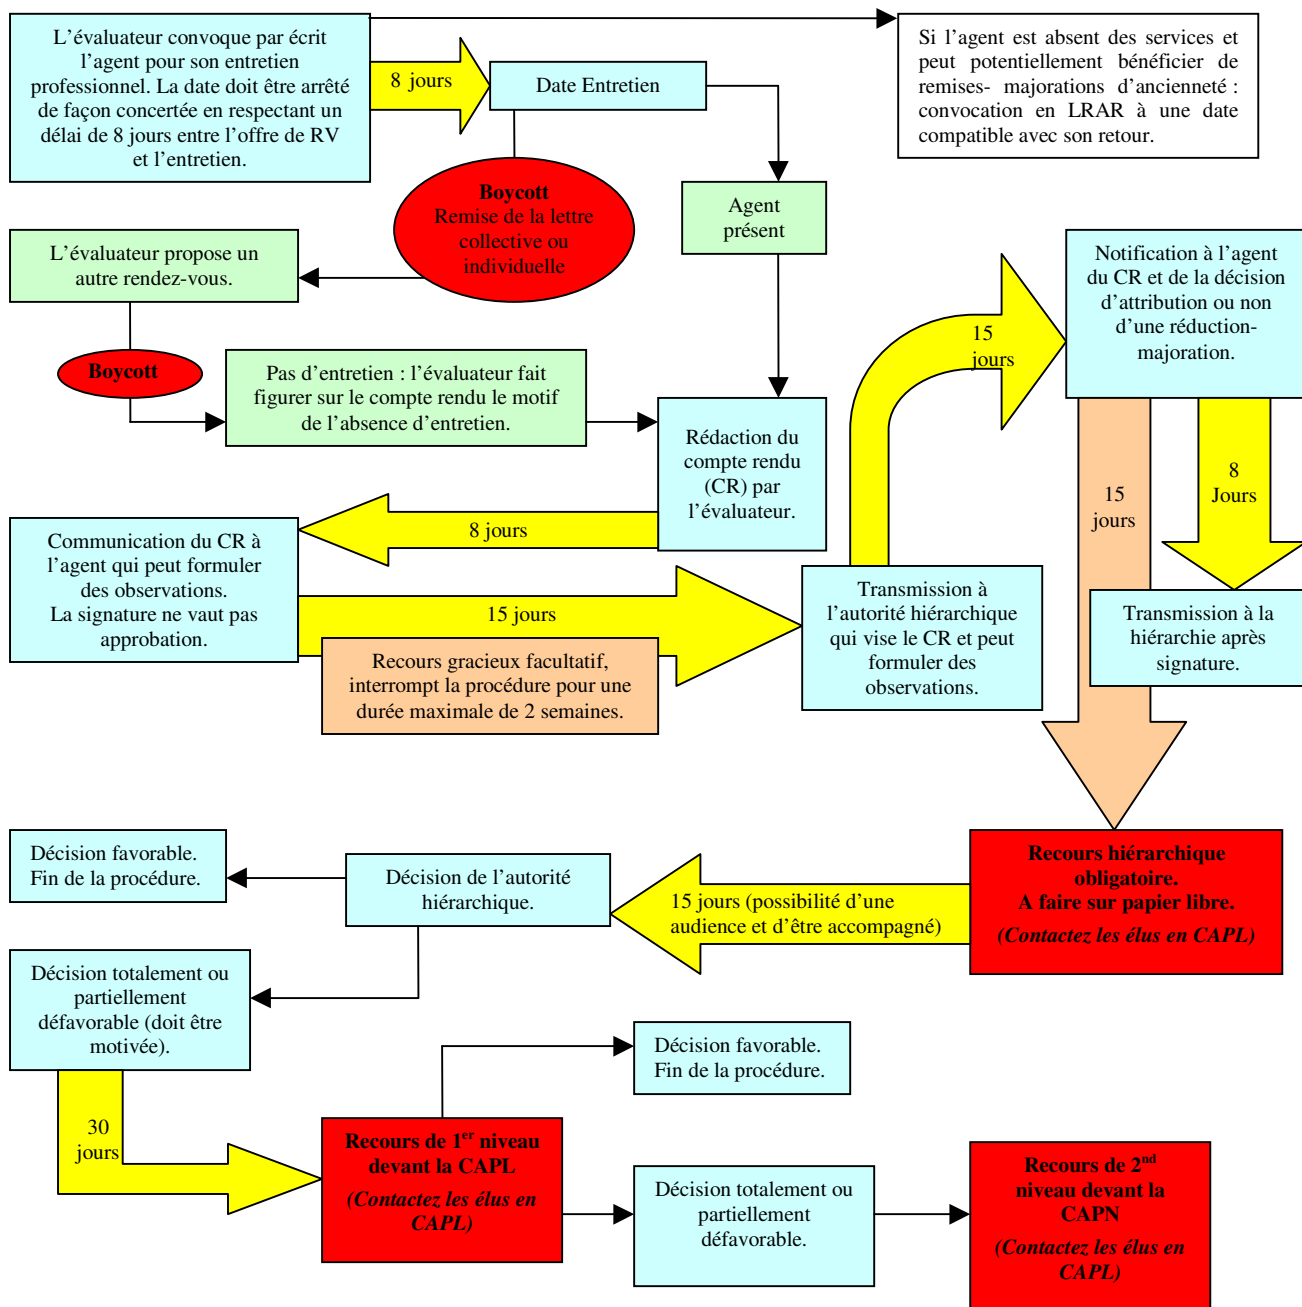 L’évaluateur convoque par écrit
l’agent pour son entretien
professionnel. La date doit être arrêté
de façon concertée en respectant un
délai de 8 jours entre l’offre de RV
et l’entretien.
8 jours
Date Entretien
Si l’agent est absent des services et
peut potentiellement bénéficier de
remises- majorations d’ancienneté :
convocation en LRAR à une date
compatible avec son retour.
Boycott
Remise de la lettre
collective ou
individuelle
Agent
présent
L’évaluateur propose un
autre rendez-vous.
Boycott
Pas d’entretien : l’évaluateur fait
figurer sur le compte rendu le motif
de l’absence d’entretien.
Rédaction du
compte rendu
(CR) par
l’évaluateur.
15
jours
Notification à l’agent
du CR et de la décision
d’attribution ou non
d’une réduction-
majoration.
15
jours
8
Jours
8 jours
Communication du CR à
l’agent qui peut formuler
des observations.
La signature ne vaut pas
approbation.
15 jours
Recours gracieux facultatif,
interrompt la procédure pour une
durée maximale de 2 semaines.
Transmission à
l’autorité hiérarchique
qui vise le CR et peut
formuler des
observations.
Transmission à la
hiérarchie après
signature.
Décision favorable.
Fin de la procédure.
Décision de l’autorité
hiérarchique.
15 jours (possibilité d’une
audience et d’être accompagné)
Recours hiérarchique
obligatoire.
A faire sur papier libre.
(Contactez les élus en CAPL)
Décision totalement ou
partiellement
défavorable (doit être
motivée).
Décision favorable.
Fin de la procédure.
30
jours
Recours de 1er niveau
devant la CAPL
(Contactez les élus en
CAPL)
Décision totalement ou
partiellement
défavorable.
Recours de 2nd
niveau devant la
CAPN
(Contactez les élus en
CAPL)